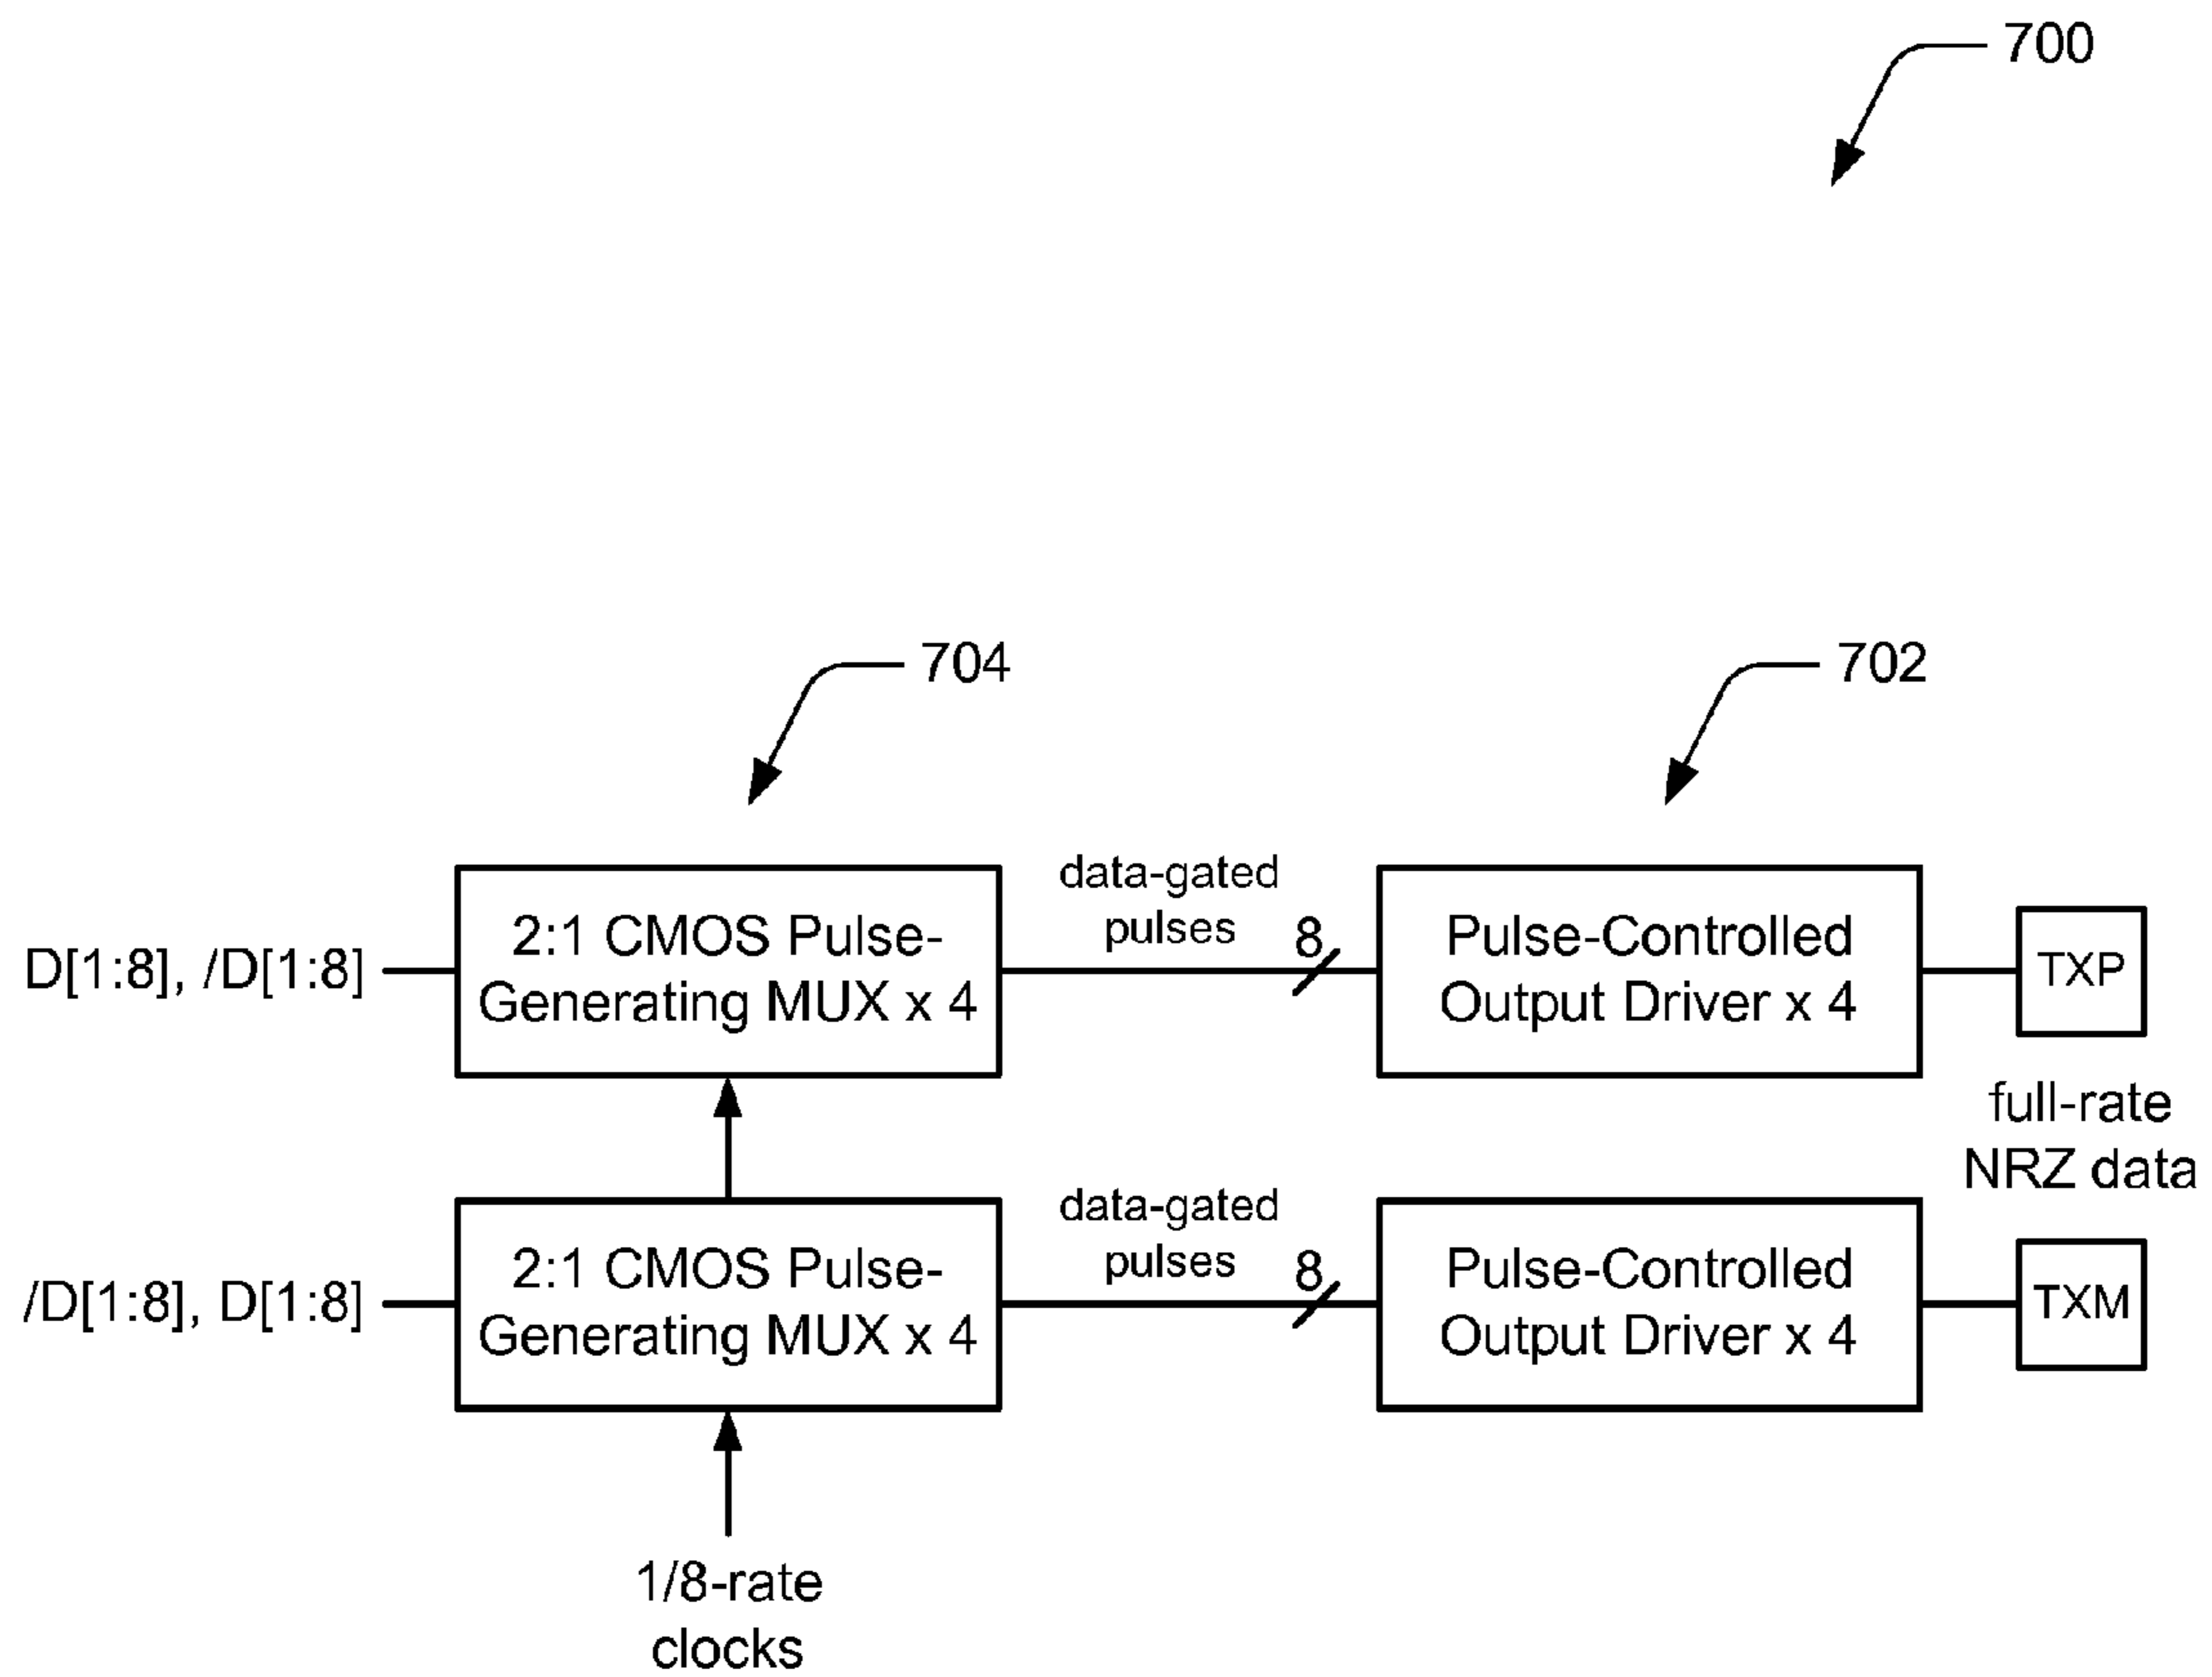 700
704
702
data-gated
pulses
8
D[1:8], /D[1:8]
2:1 CMOS Pulse-
Generating MUX x 4
Pulse-Controlled
Output Driver x 4
TXP
full-rate
NRZ data
data-gated
pulses
8
/D[1:8], D[1:8]
2:1 CMOS Pulse-
Generating MUX x 4
Pulse-Controlled
Output Driver x 4
TXM
1/8-rate
clocks